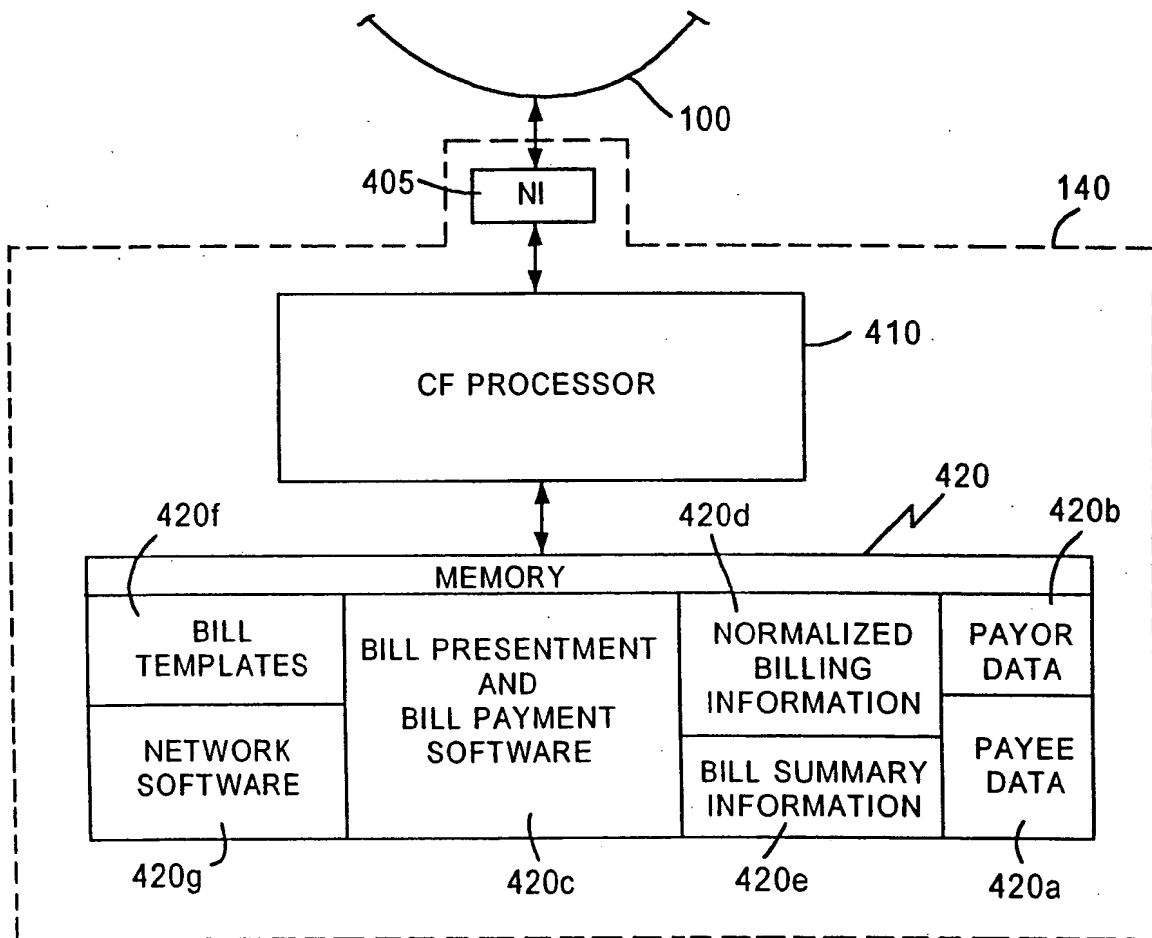 100
405
NI
140
CF PROCESSOR
410
420
420f
420d
420b
MEMORY
BILL
TEMPLATES
BILL PRESENTMENT
AND
BILL PAYMENT
SOFTWARE
NORMALIZED
BILLING
INFORMATION
PAYOR
DATA
NETWORK
SOFTWARE
BILL SUMMARY
INFORMATION
PAYEE
DATA
420g
420c
420e
420a